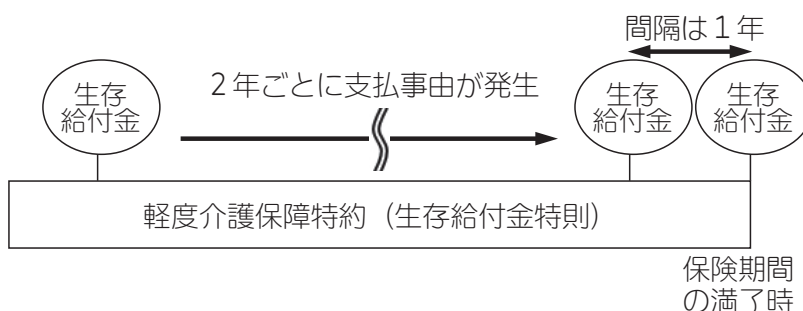 間隔は1年
2年ごとに支払事由が発生
生存
給付金
生存
給付金
生存
給付金
軽度介護保障特約（生存給付金特則）
保険期間
の満了時